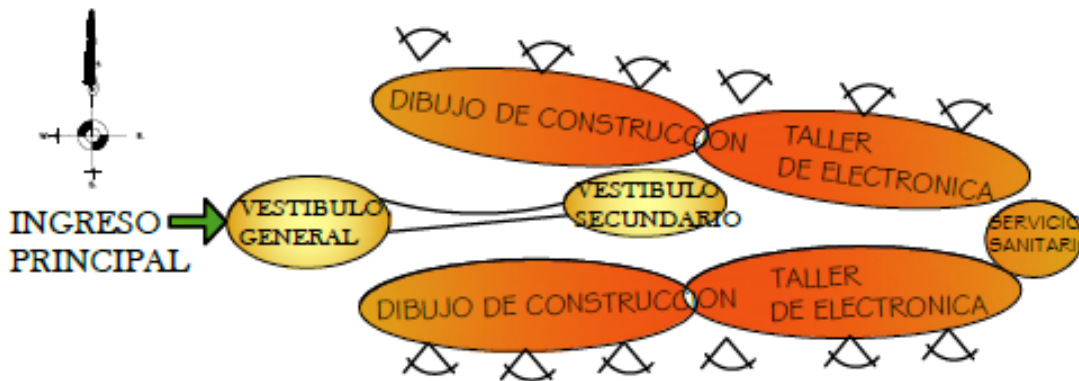 DIBUJO DE CONSTRUCCION
TALLER
DE ELECTRONICA
INGRESO
PRINCIPAL
VESTIBULO
GENERAL
VESTIBULO
SECUNDARIO
SERVICIO
SANITARIO
DIBUJO DE CONSTRUCCION
TALLER
DE ELECTRONICA